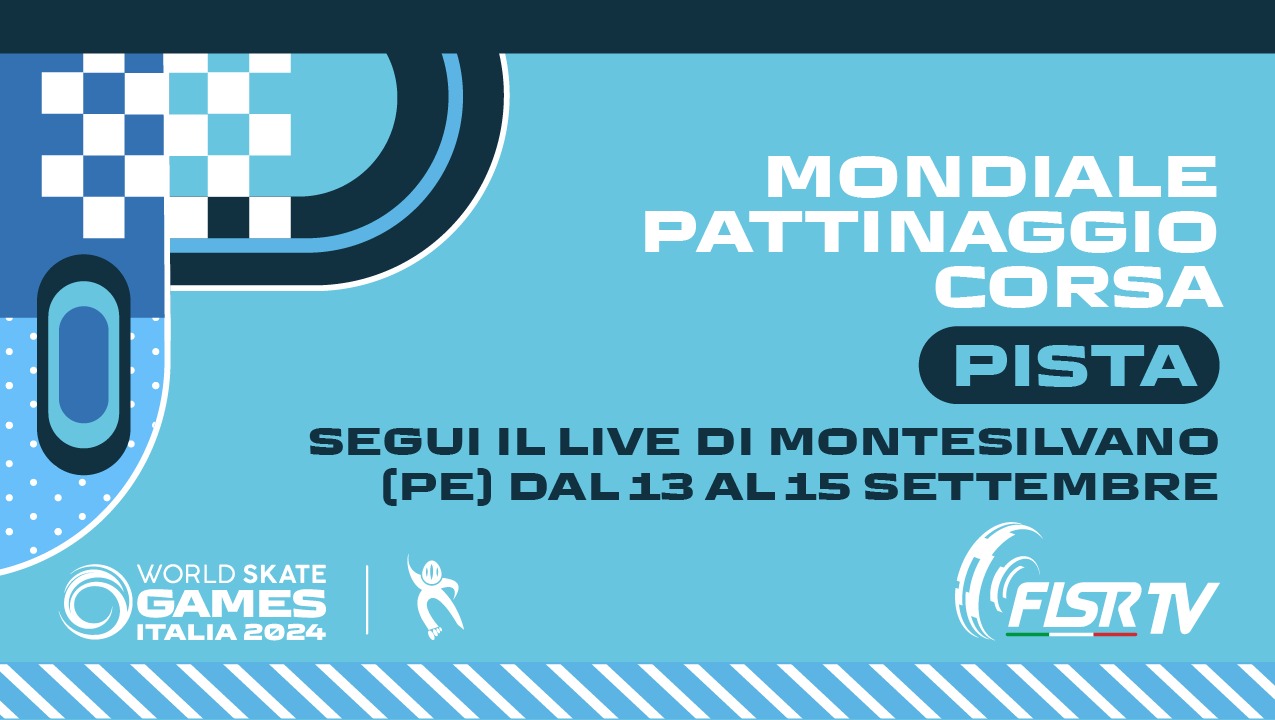 MONDIALE
PATTINAGGIO
CORSA
PISTA
SEGUI IL LIVE DI MONTESILVANO
(PE) DAL 13 AL 15 SETTEMBRE
WORLD SKATE
GAMES
ITALIA 2024
FISR TV